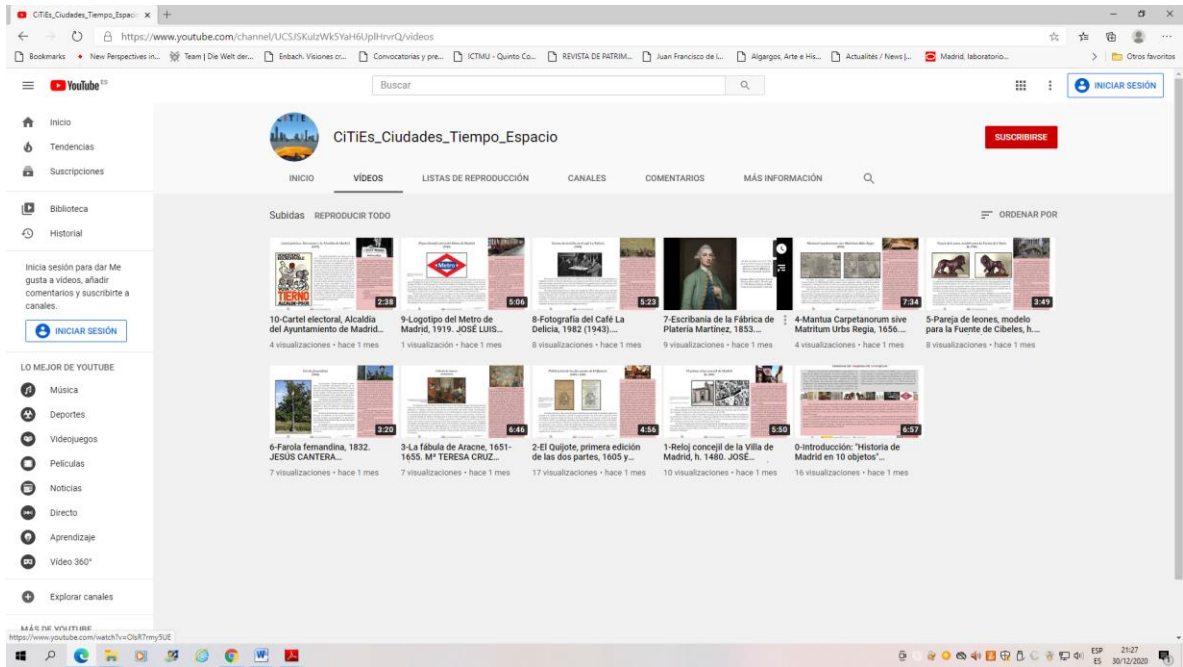 CiTiEs_Ciudades_Tiempo_Espacio
https://www.youtube.com/channel/UCSJSKulzWk5YaH6UplHrvrQ/videos
Bookmarks New Perspectives in... Team | Die Welt der... Enbach. Visiones cr... Convocatorias y pre... ICTMU - Quinto Co... REVISTA DE PATRIM... Juan Francisco de l... Algargos, Arte e His... Actualités / News |... Madrid, laboratorio... Otros favoritos
YouTube ES
Buscar
INICIAR SESIÓN
Inicio
Tendencias
Suscripciones
Biblioteca
Historial
Inicia sesión para dar Me
gusta a vídeos, añadir
comentarios y suscribirte a
canales.
INICIAR SESIÓN
LO MEJOR DE YOUTUBE
Música
Deportes
Videojuegos
Películas
Noticias
Directo
Aprendizaje
Vídeo 360°
Explorar canales
MÁS DE YOUTUBE
CiTiEs_Ciudades_Tiempo_Espacio
SUSCRIBIRSE
INICIO VÍDEOS LISTAS DE REPRODUCCIÓN CANALES COMENTARIOS MÁS INFORMACIÓN
Subidas REPRODUCIR TODO
ORDENAR POR
TIERNO
2:38
10-Cartel electoral, Alcaldía
del Ayuntamiento de Madrid...
4 visualizaciones • hace 1 mes
Metro
5:06
9-Logotipo del Metro de
Madrid, 1919. JOSÉ LUIS...
1 visualización • hace 1 mes
5:23
8-Fotografía del Café La
Delicia, 1982 (1943)....
8 visualizaciones • hace 1 mes
7-Escribanía de la Fábrica de
Platería Martínez, 1853....
9 visualizaciones • hace 1 mes
7:34
4-Mantua Carpetanorum sive
Matritum Urbs Regia, 1656....
4 visualizaciones • hace 1 mes
3:49
5-Pareja de leones, modelo
para la Fuente de Cibeles, h....
8 visualizaciones • hace 1 mes
3:20
6-Farola fernandina, 1832.
JESÚS CANTERA...
7 visualizaciones • hace 1 mes
6:46
3-La fábula de Aracne, 1651-
1655. Mª TERESA CRUZ...
7 visualizaciones • hace 1 mes
4:56
2-El Quijote, primera edición
de las dos partes, 1605 y...
17 visualizaciones • hace 1 mes
5:50
1-Reloj concejil de la Villa de
Madrid, h. 1480. JOSÉ...
10 visualizaciones • hace 1 mes
6:57
0-Introducción: "Historia de
Madrid en 10 objetos"...
16 visualizaciones • hace 1 mes
https://www.youtube.com/watch?v=OlsR7rmy5UE
ESP 21:27
ES 30/12/2020